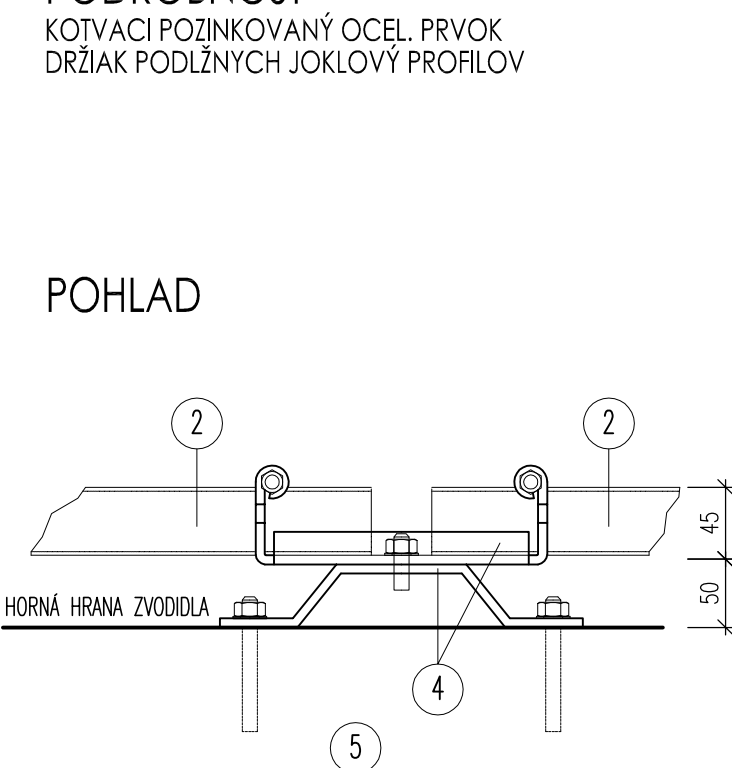 KOTVACI POZINKOVANÝ OCEL. PRVOK
DRŽIAK PODLŽNYCH JOKLOVÝ PROFILOV
POHLAD
2
2
45
HORNÁ HRANA ZVODIDLA
50
4
5